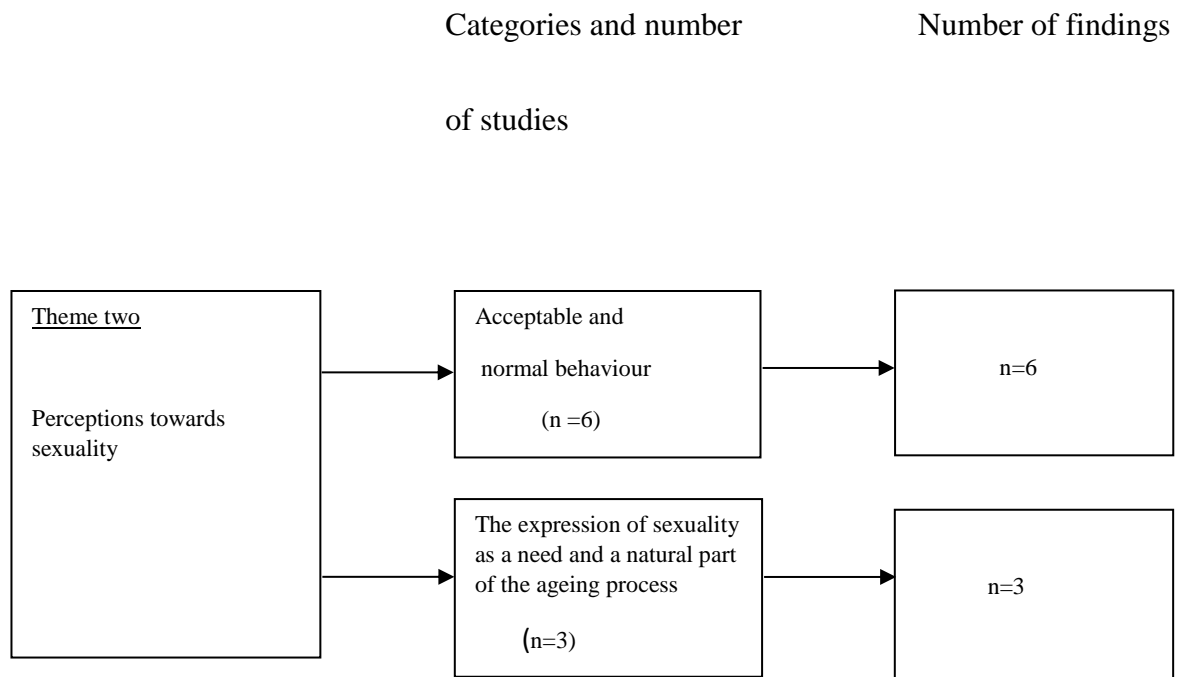 Categories and number
of studies
Number of findings
Theme two
Perceptions towards
sexuality
Acceptable and
normal behaviour
(n =6)
n=6
The expression of sexuality
as a need and a natural part
of the ageing process
(n=3)
n=3